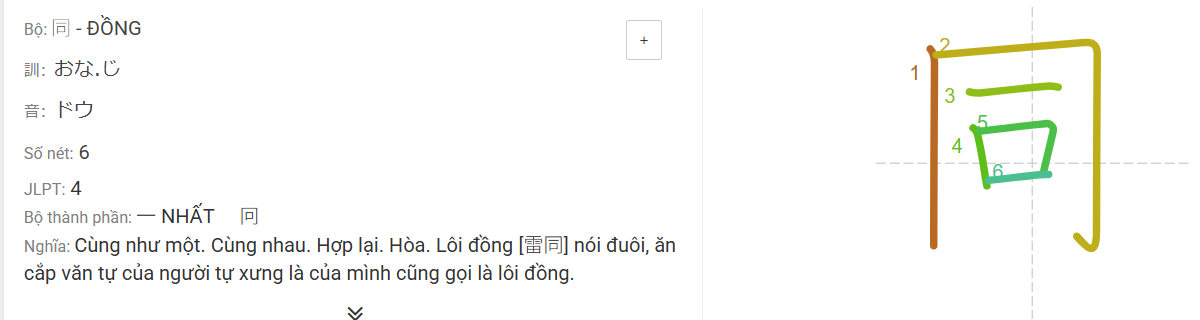 Bộ: 同 - ĐỒNG
+
訓: おな.じ
音: ドウ
Số nét: 6
JLPT: 4
Bộ thành phần: 一 NHẤT 冋
Nghĩa: Cùng như một. Cùng nhau. Hợp lại. Hòa. Lôi đồng [雷同] nói đuôi, ăn
cắp văn tự của người tự xưng là của mình cũng gọi là lôi đồng.
同
1
2
3
4
5
6